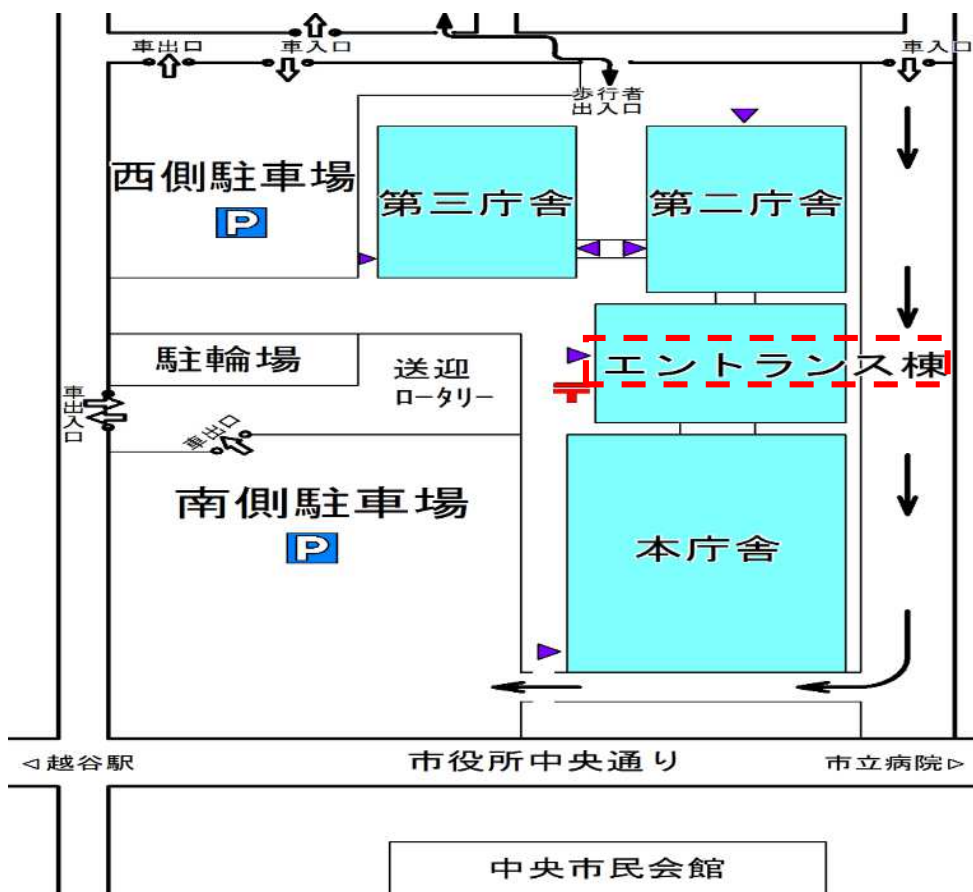 車出口
車入口
車入口
歩行者
出入口
西側駐車場
P
第三庁舎
第二庁舎
駐輪場
送迎
ロータリー
エントランス棟
〒
車出入口
車出口
南側駐車場
P
本庁舎
◁越谷駅
市役所中央通り
市立病院▷
中央市民会館